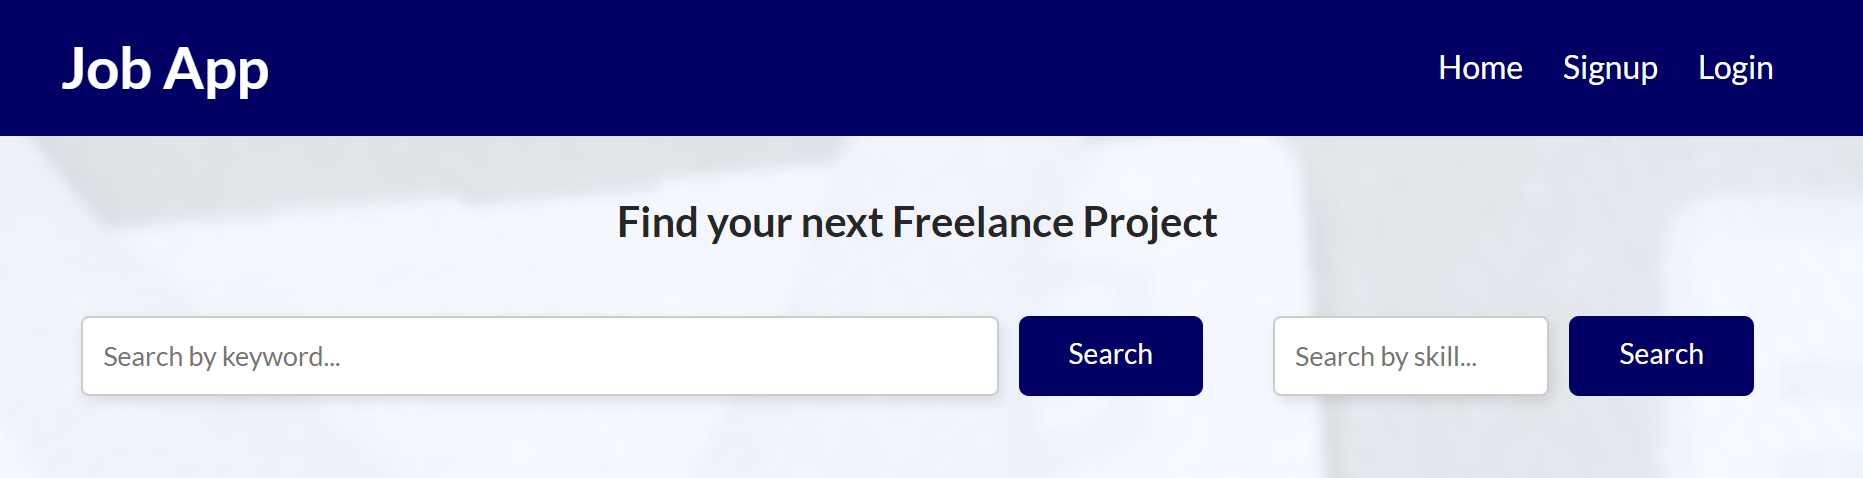 Job App
Home Signup Login
Find your next Freelance Project
Search by keyword... Search Search by skill... Search